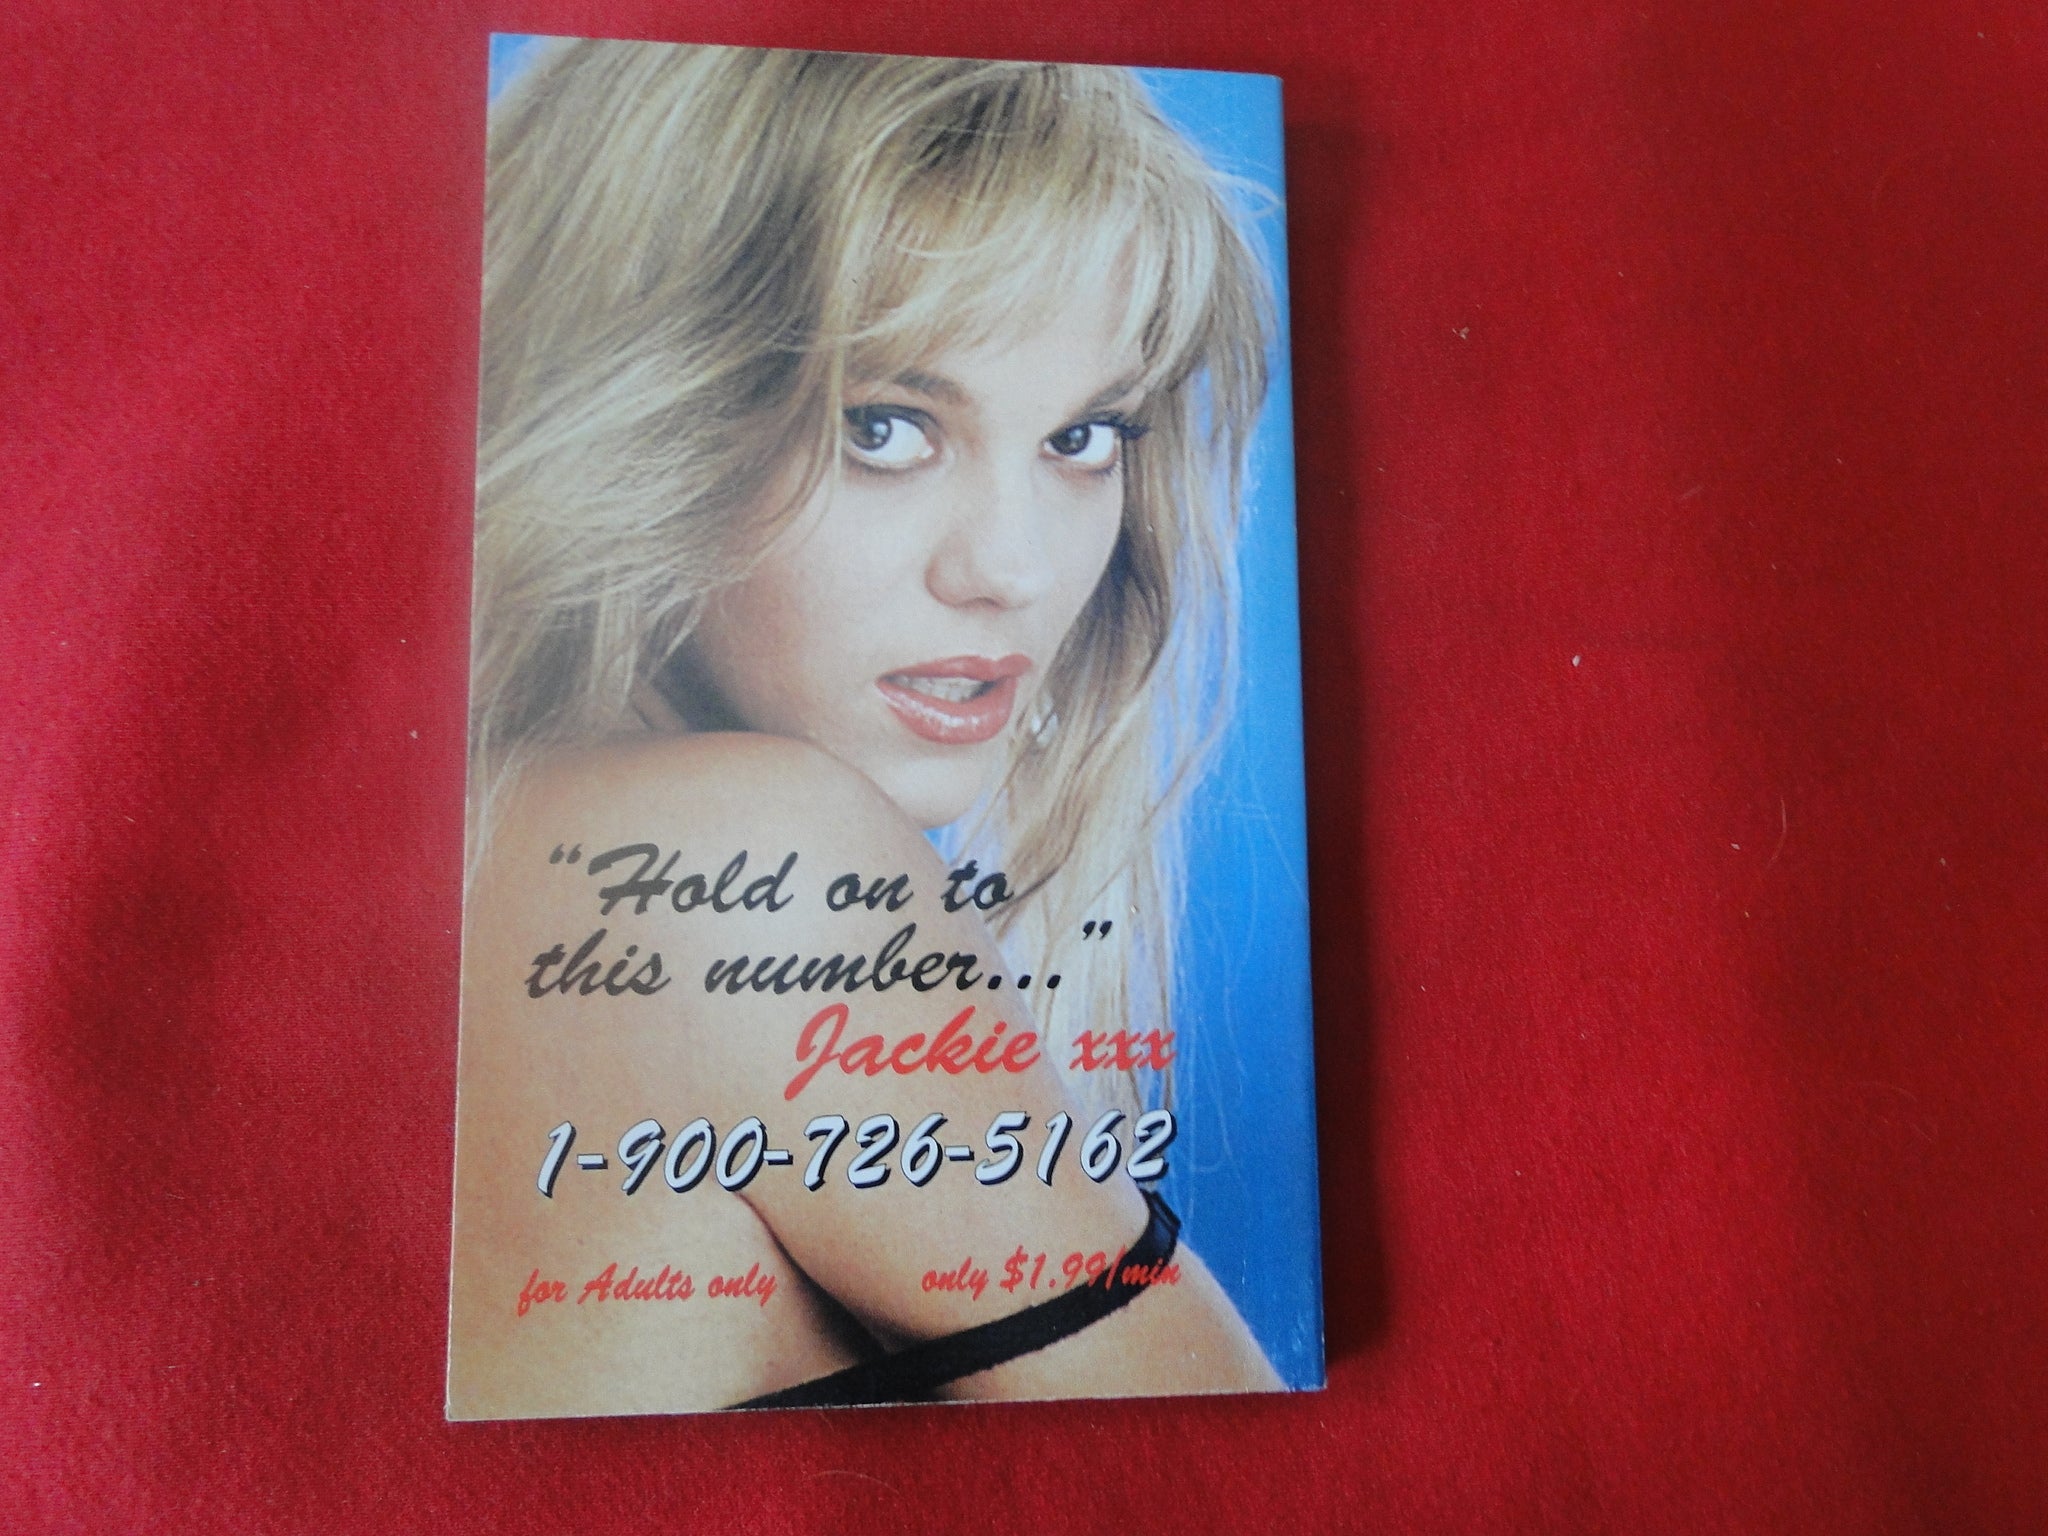 “Hold on to
this number...”
Jackie xxx
1-900-726-5162
for Adults only only $1.99/min